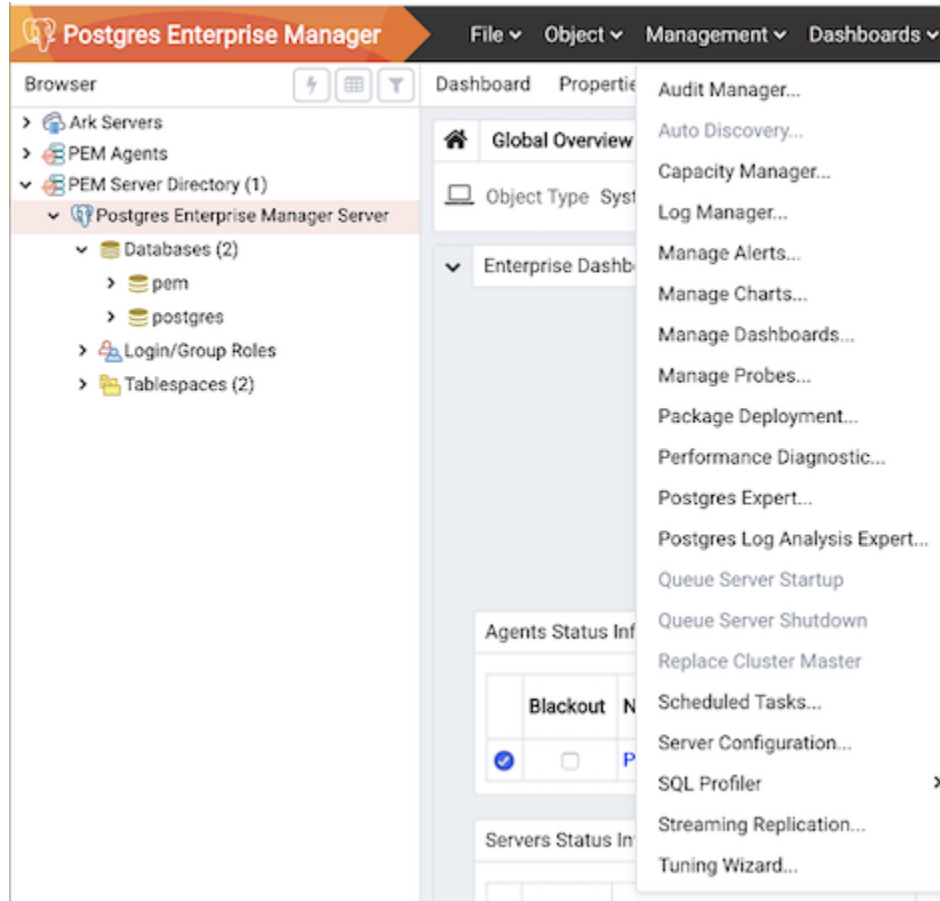 Postgres Enterprise Manager
File Object Management Dashboards
Browser
Ark Servers
PEM Agents
PEM Server Directory (1)
Postgres Enterprise Manager Server
Databases (2)
pem
postgres
Login/Group Roles
Tablespaces (2)
Dashboard Propertie
Global Overview
Object Type Syst
Enterprise Dashb
Agents Status Inf
Blackout N
P
Servers Status In
Audit Manager...
Auto Discovery...
Capacity Manager...
Log Manager...
Manage Alerts...
Manage Charts...
Manage Dashboards...
Manage Probes...
Package Deployment...
Performance Diagnostic...
Postgres Expert...
Postgres Log Analysis Expert...
Queue Server Startup
Queue Server Shutdown
Replace Cluster Master
Scheduled Tasks...
Server Configuration...
SQL Profiler
Streaming Replication...
Tuning Wizard...